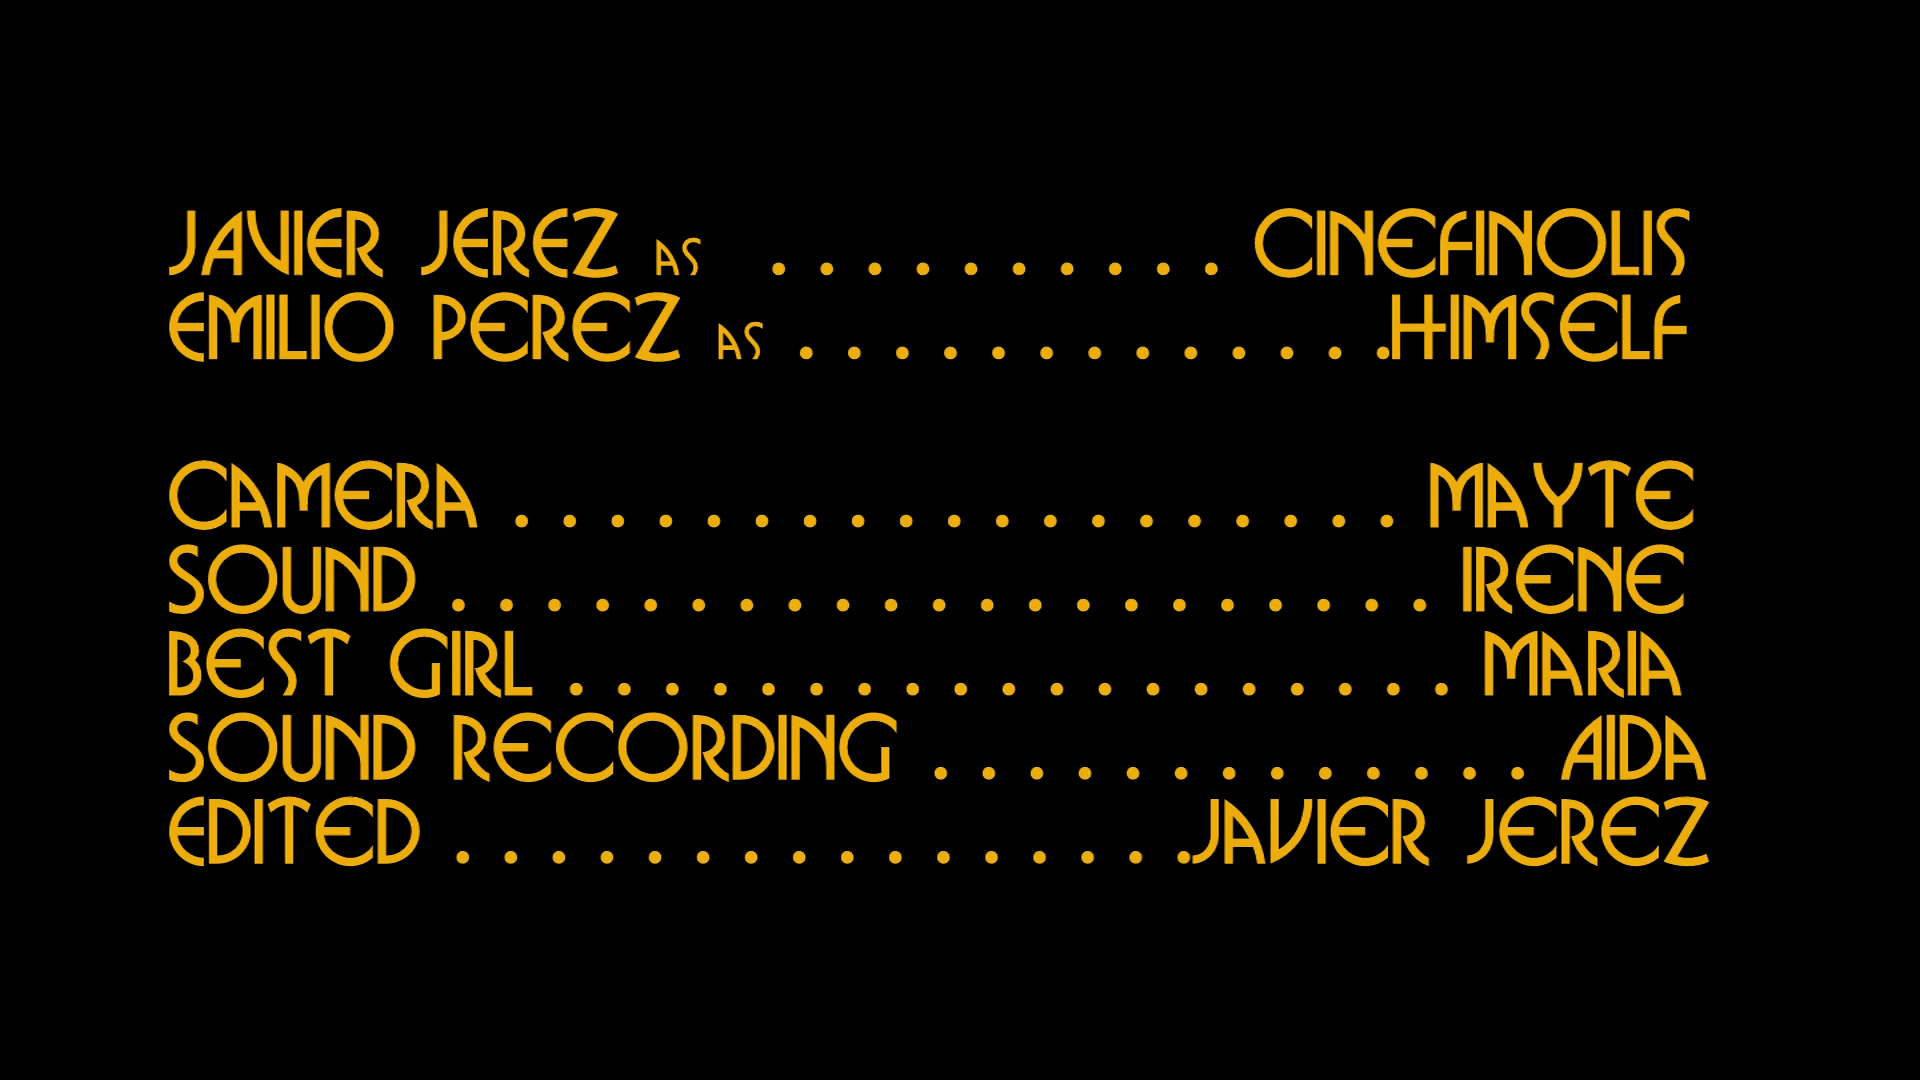 JAVIER JEREZ AS . . . . . . . . . . CINEFINOLIS
EMILIO PEREZ AS . . . . . . . . . . . . .HIMSELF
CAMERA . . . . . . . . . . . . . . . . . . . MAYTE
SOUND . . . . . . . . . . . . . . . . . . . . . IRENE
BEST GIRL . . . . . . . . . . . . . . . . . . . MARIA
SOUND RECORDING . . . . . . . . . . . . . AIDA
EDITED . . . . . . . . . . . . . . . .JAVIER JEREZ